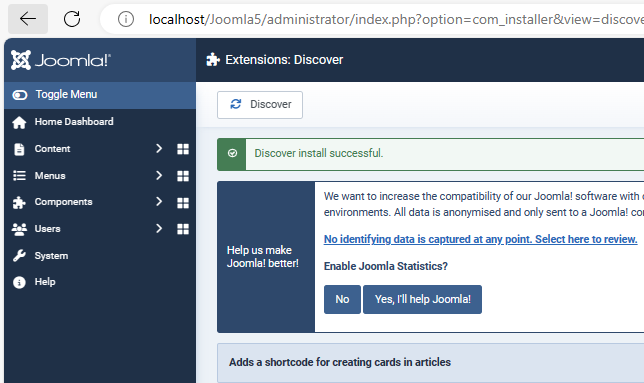 localhost/Joomla5/administrator/index.php?option=com_installer&view=discove
Joomla!
Extensions: Discover
Toggle Menu
Discover
Home Dashboard
Content
Discover install successful.
Menus
Components
Users
System
Help
We want to increase the compatibility of our Joomla! software with
environments. All data is anonymised and only sent to a Joomla!
No identifying data is captured at any point. Select here to review.
Help us make
Joomla! better!
Enable Joomla Statistics?
No
Yes, I'll help Joomla!
Adds a shortcode for creating cards in articles